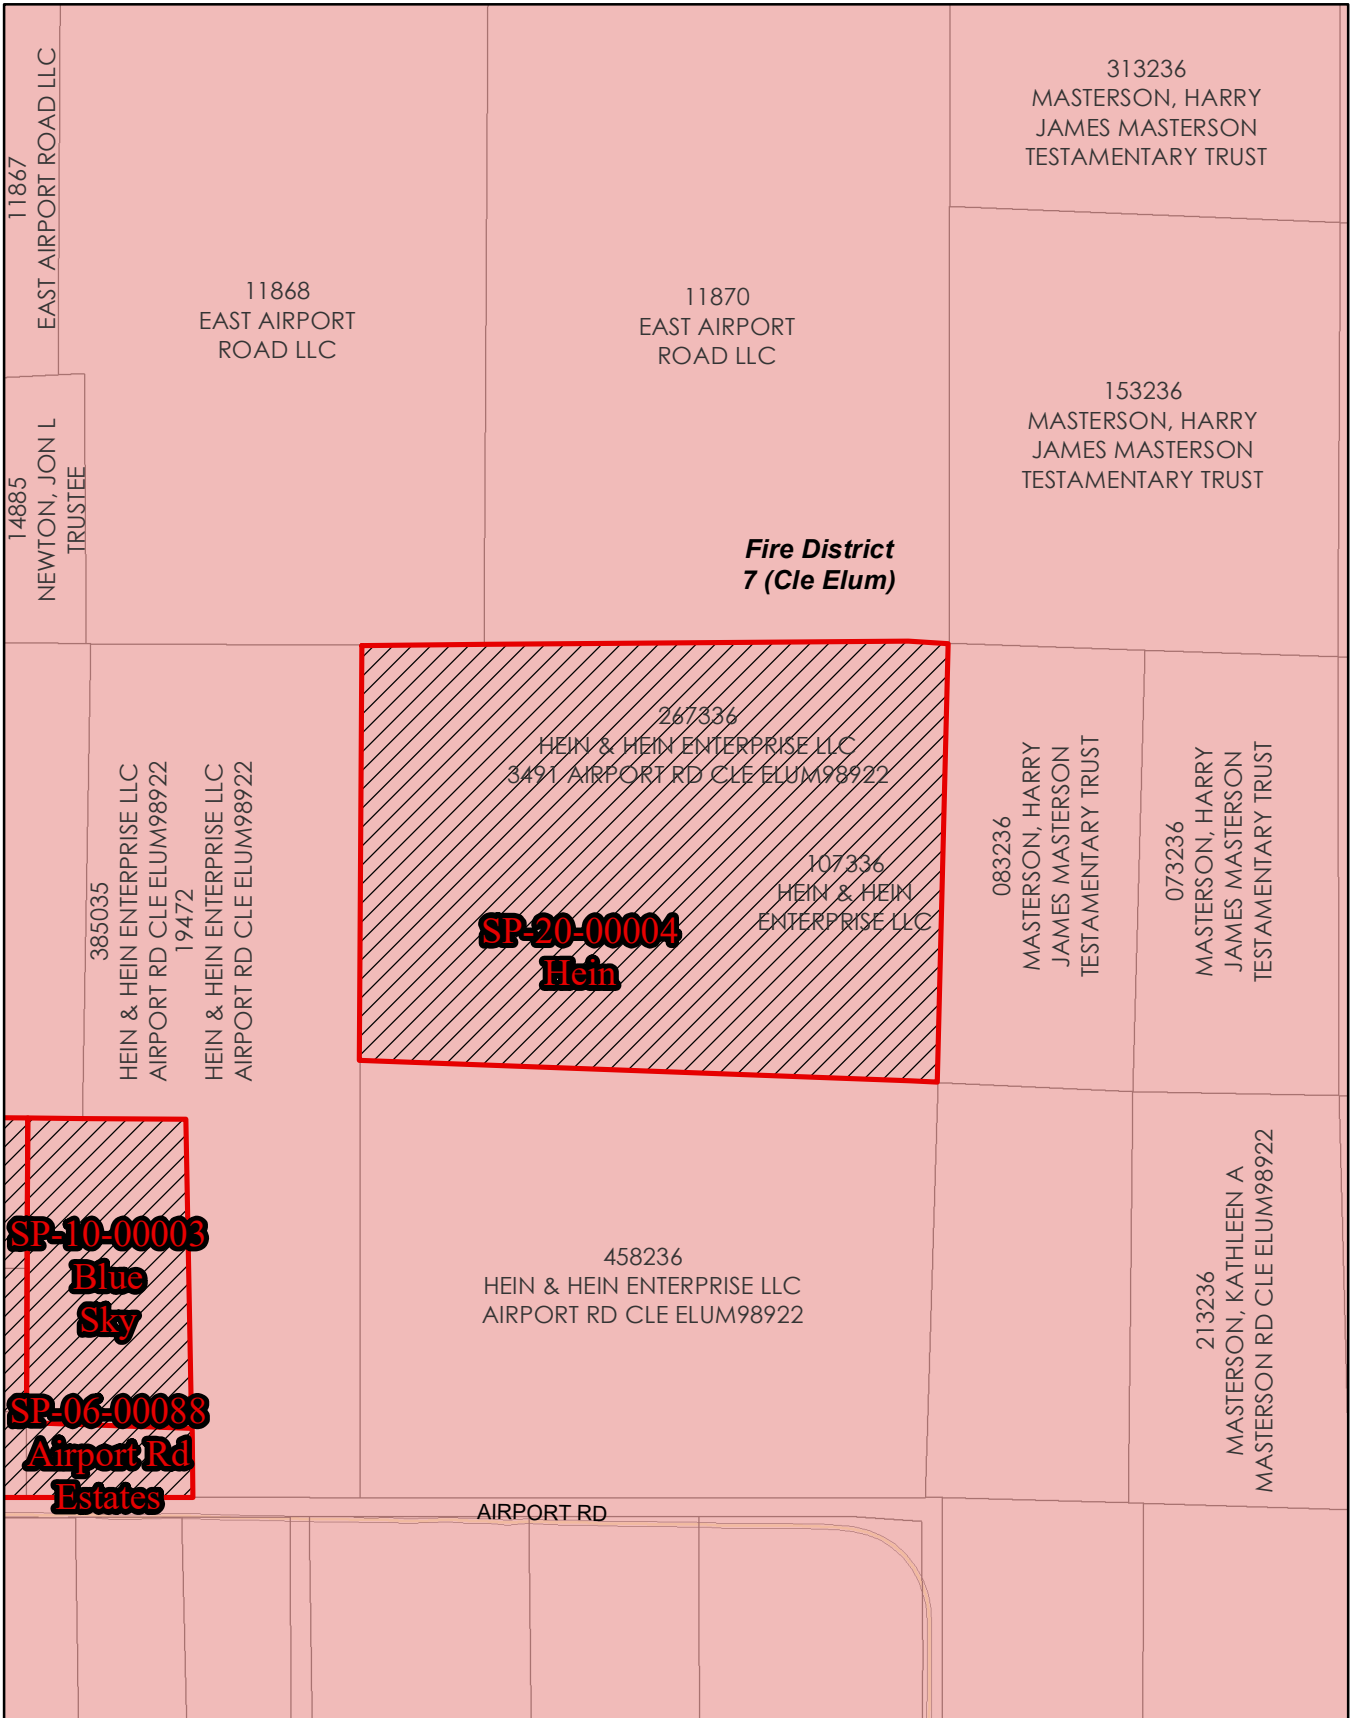 11867
EAST AIRPORT ROAD LLC
313236
MASTERSON, HARRY
JAMES MASTERSON
TESTAMENTARY TRUST
11868
EAST AIRPORT
ROAD LLC
11870
EAST AIRPORT
ROAD LLC
153236
MASTERSON, HARRY
JAMES MASTERSON
TESTAMENTARY TRUST
14885
NEWTON, JON L
TRUSTEE
Fire District
7 (Cle Elum)
267336
HEIN & HEIN ENTERPRISE LLC
3491 AIRPORT RD CLE ELUM98922
107336
HEIN & HEIN
ENTERPRISE LLC
SP-20-00004
Hein
385035
HEIN & HEIN ENTERPRISE LLC
AIRPORT RD CLE ELUM98922
19472
HEIN & HEIN ENTERPRISE LLC
AIRPORT RD CLE ELUM98922
083236
MASTERSON, HARRY
JAMES MASTERSON
TESTAMENTARY TRUST
073236
MASTERSON, HARRY
JAMES MASTERSON
TESTAMENTARY TRUST
SP-10-00003
Blue
Sky
458236
HEIN & HEIN ENTERPRISE LLC
AIRPORT RD CLE ELUM98922
213236
MASTERSON, KATHLEEN A
MASTERSON RD CLE ELUM98922
SP-06-00088
Airport Rd
Estates
AIRPORT RD